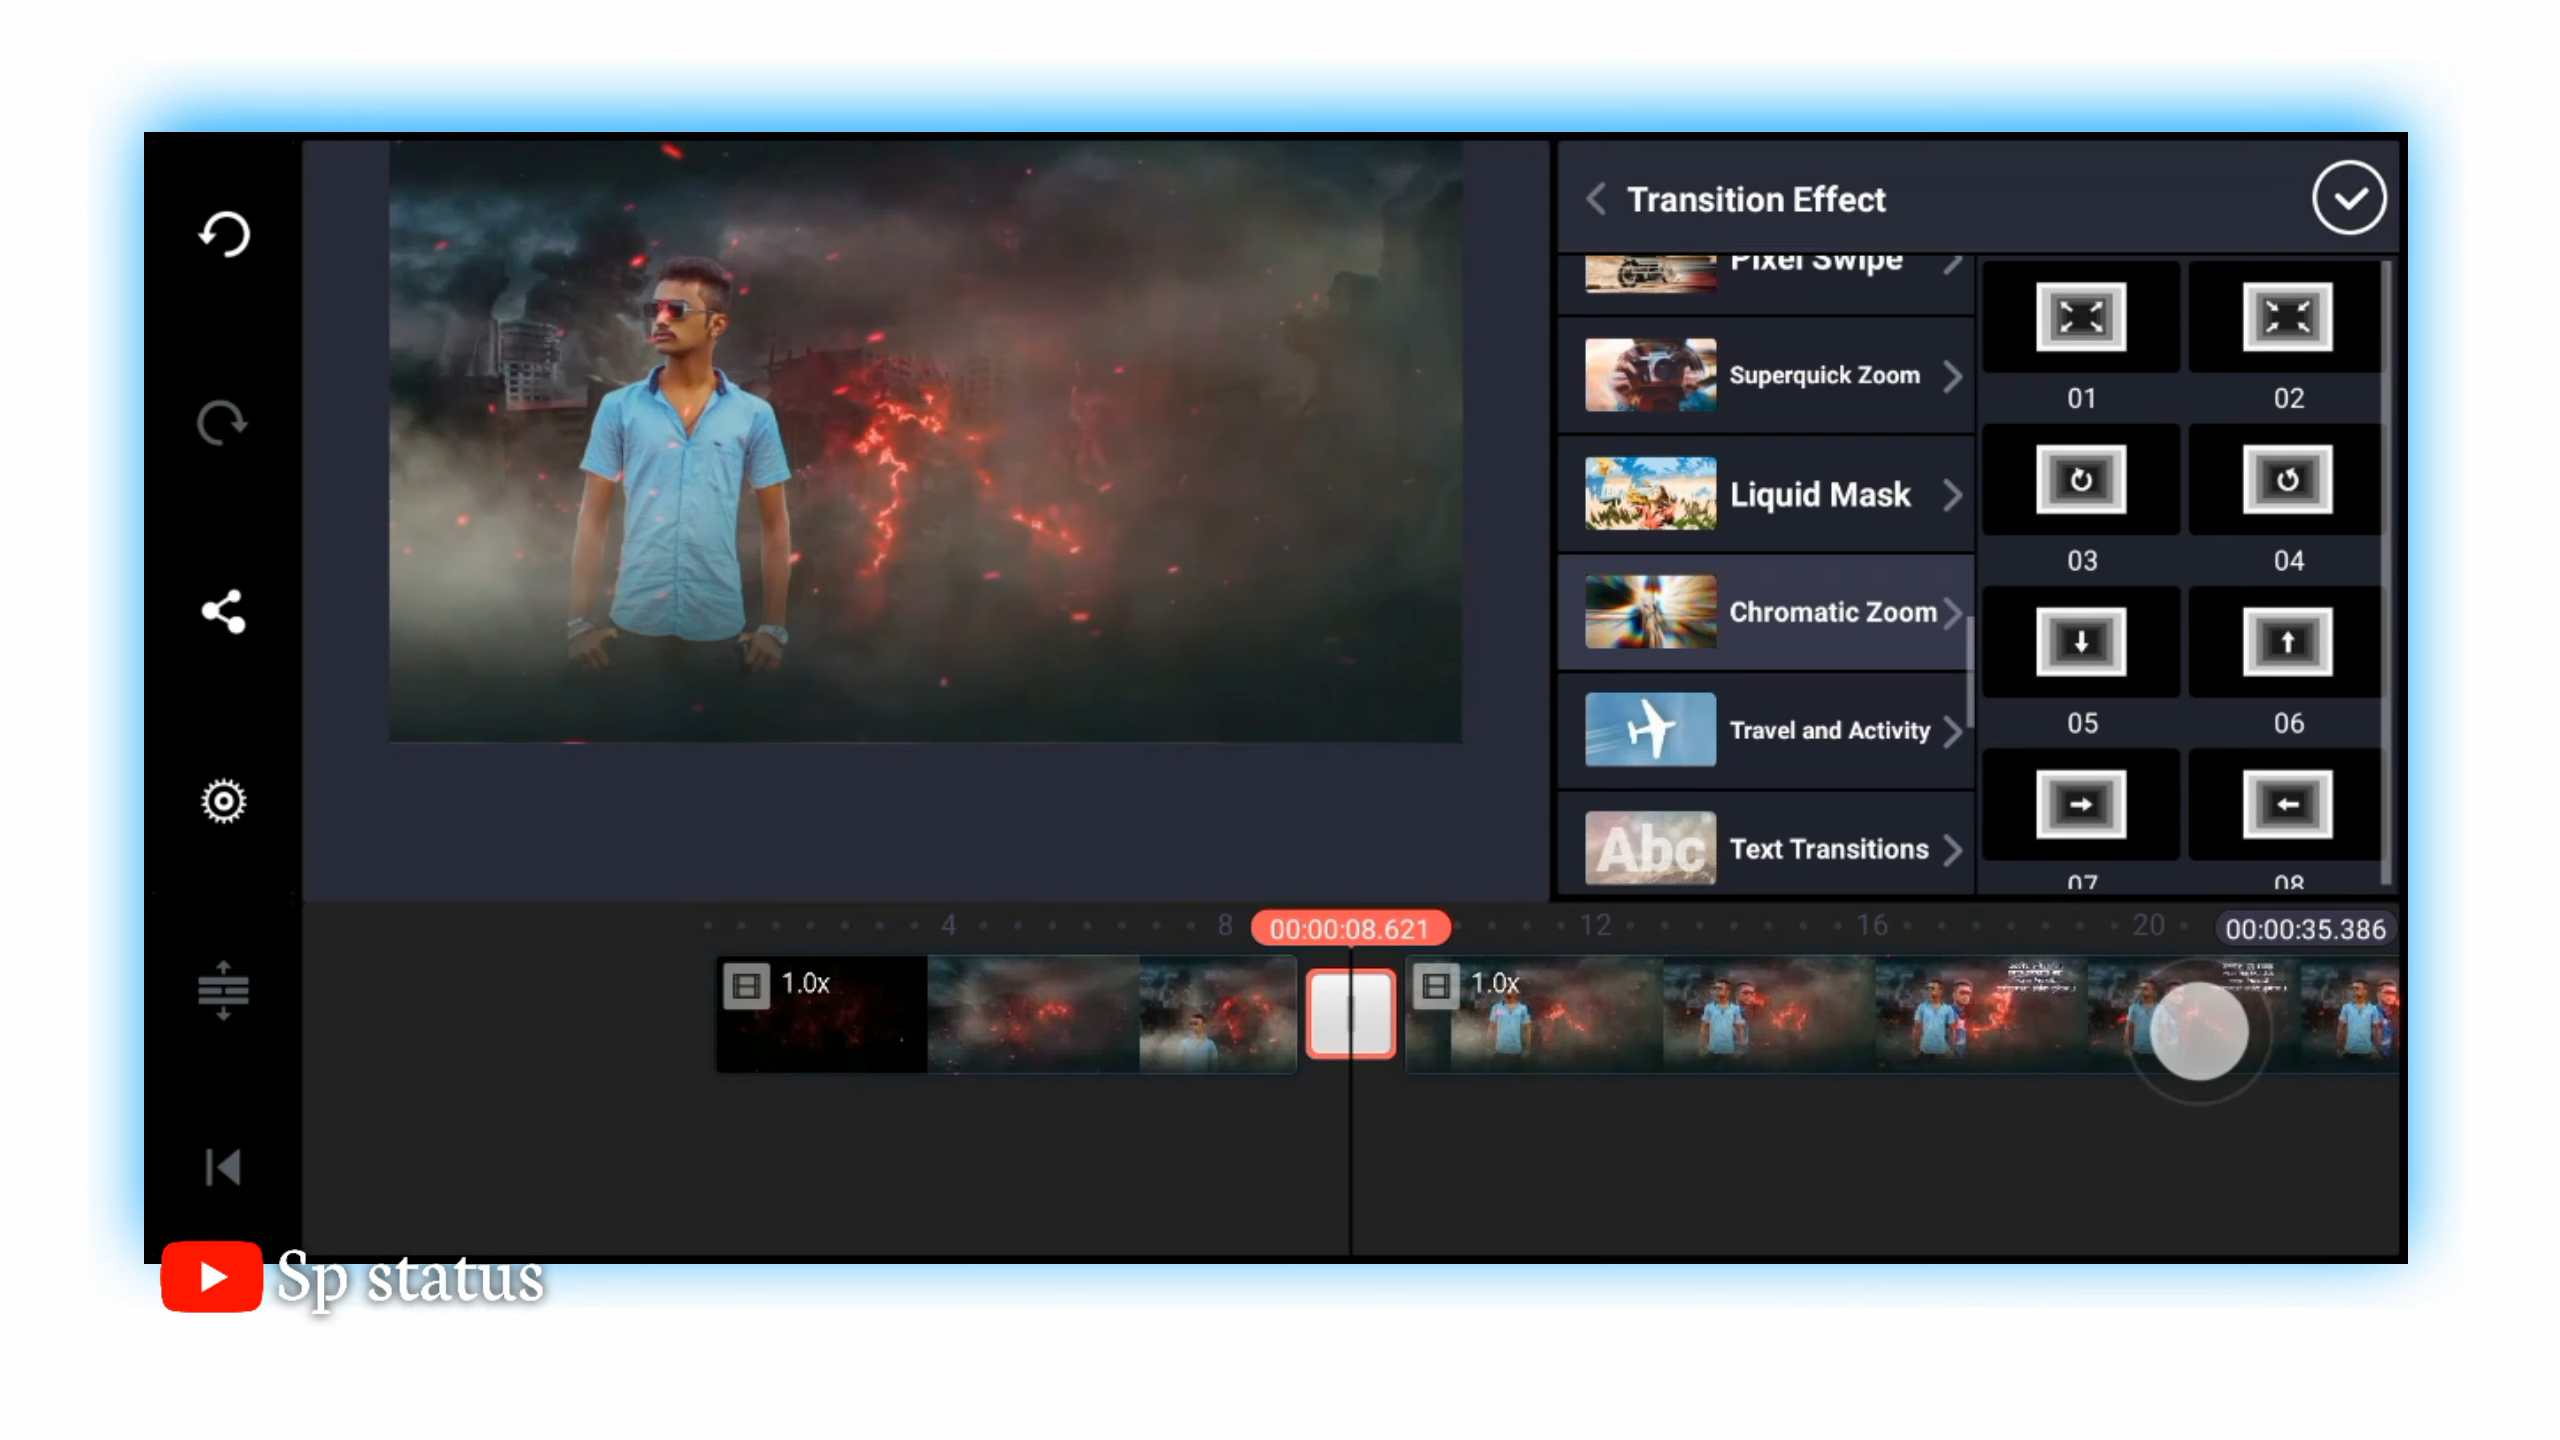 Transition Effect
Pixel Swipe
Superquick Zoom
Liquid Mask
Chromatic Zoom
Travel and Activity
Abc
Text Transitions
01
02
03
04
05
06
07
08
4
8
00:00:08.621
12
16
20
00:00:35.386
1.0x
1.0x
Sp status